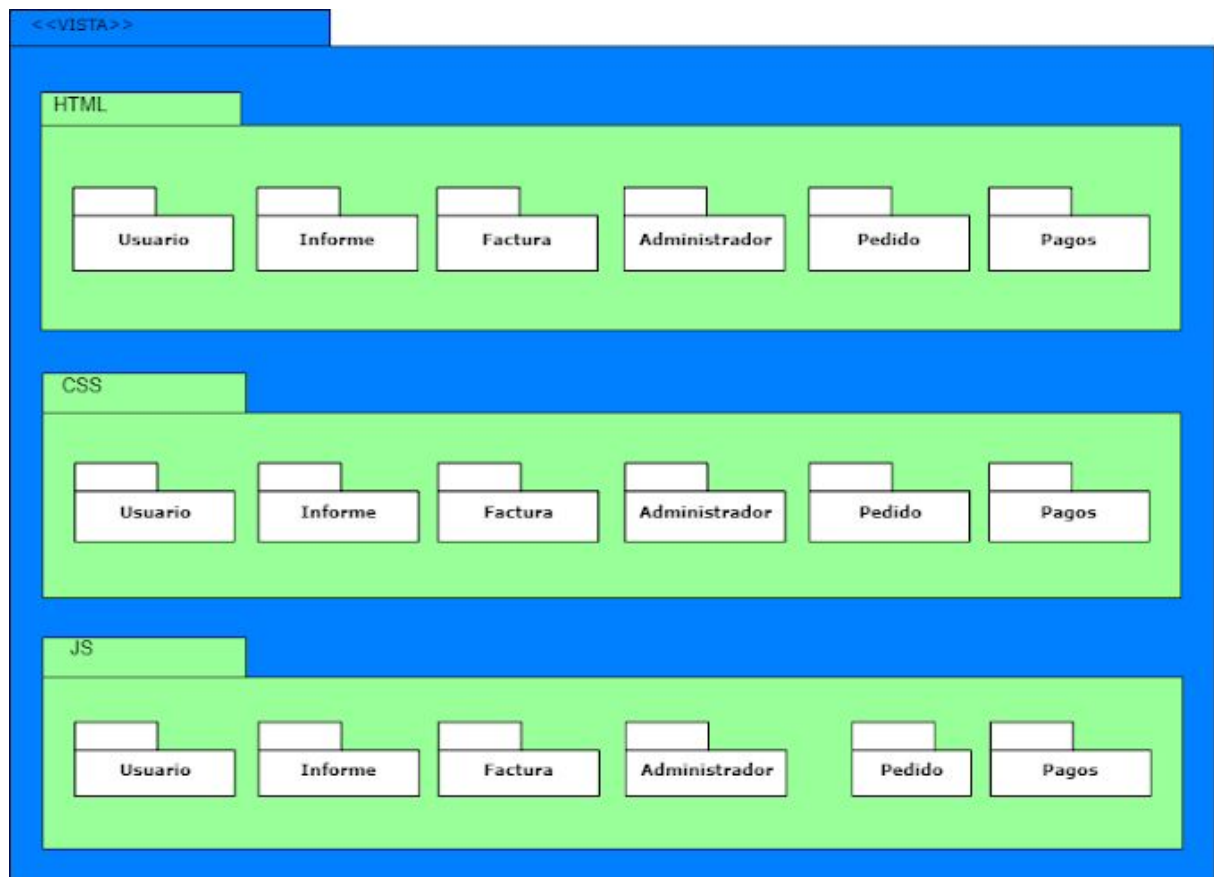 <<VISTA>>
HTML
Usuario Informe Factura Administrador Pedido Pagos
CSS
Usuario Informe Factura Administrador Pedido Pagos
JS
Usuario Informe Factura Administrador Pedido Pagos